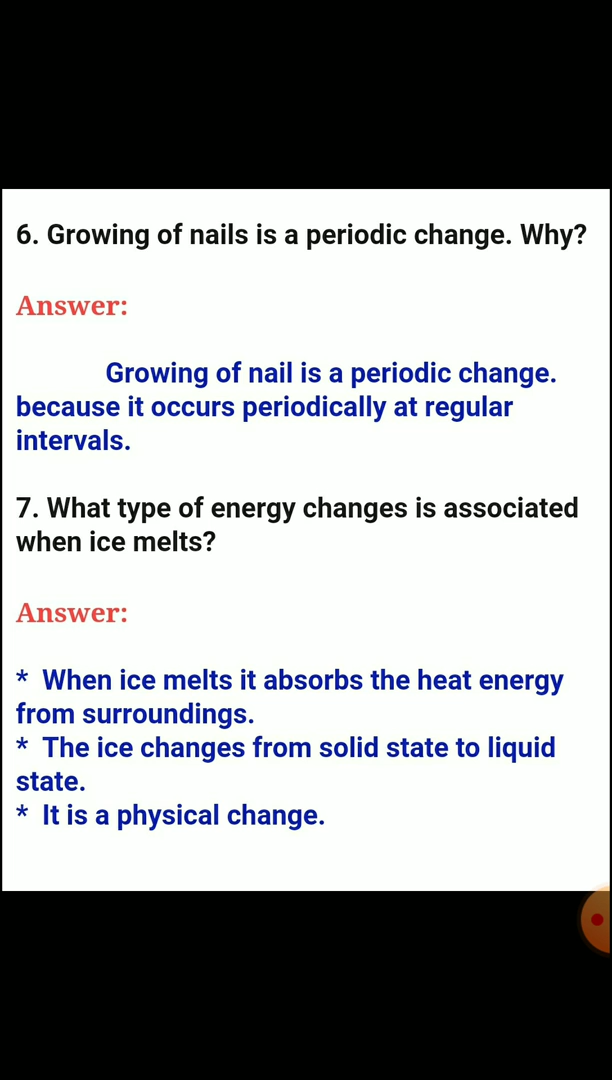 6. Growing of nails is a periodic change. Why?
Answer:
Growing of nail is a periodic change.
because it occurs periodically at regular
intervals.
7. What type of energy changes is associated
when ice melts?
Answer:
* When ice melts it absorbs the heat energy
from surroundings.
* The ice changes from solid state to liquid
state.
* It is a physical change.